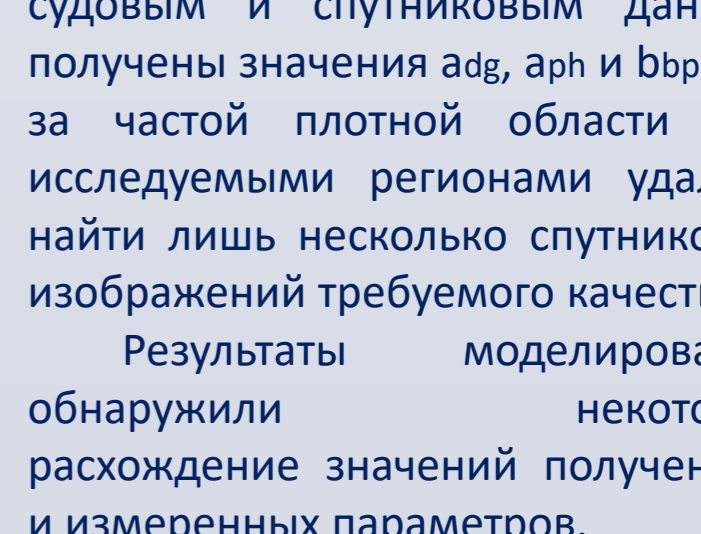 судовым и спутниковым дан
получены значения adg, aph и bbp
за частой плотной области
исследуемыми регионами уда
найти лишь несколько спутнико
изображений требуемого качест
Результаты моделирова
обнаружили некото
расхождение значений получен
и измеренных параметров.